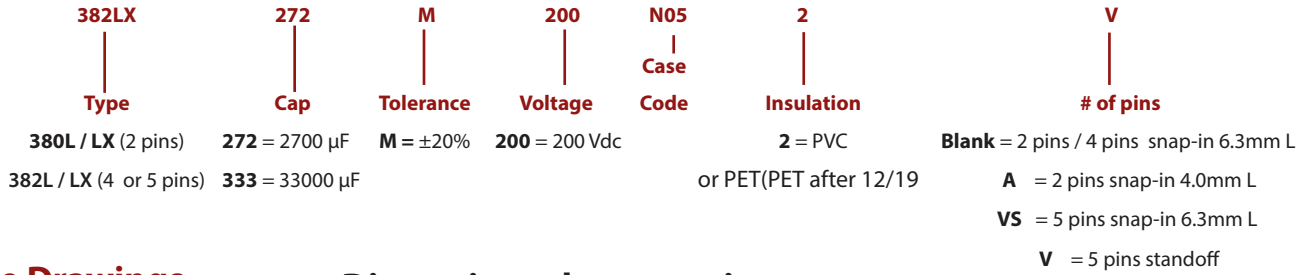 382LX 272 M 200 N05 2 V
Case
Type Cap Tolerance Voltage Code Insulation # of pins
380L / LX (2 pins) 272 = 2700 µF M = ±20% 200 = 200 Vdc 2 = PVC Blank = 2 pins / 4 pins snap-in 6.3mm L
382L / LX (4 or 5 pins) 333 = 33000 µF or PET(PET after 12/19 A = 2 pins snap-in 4.0mm L
VS = 5 pins snap-in 6.3mm L
V = 5 pins standoff
Drawings